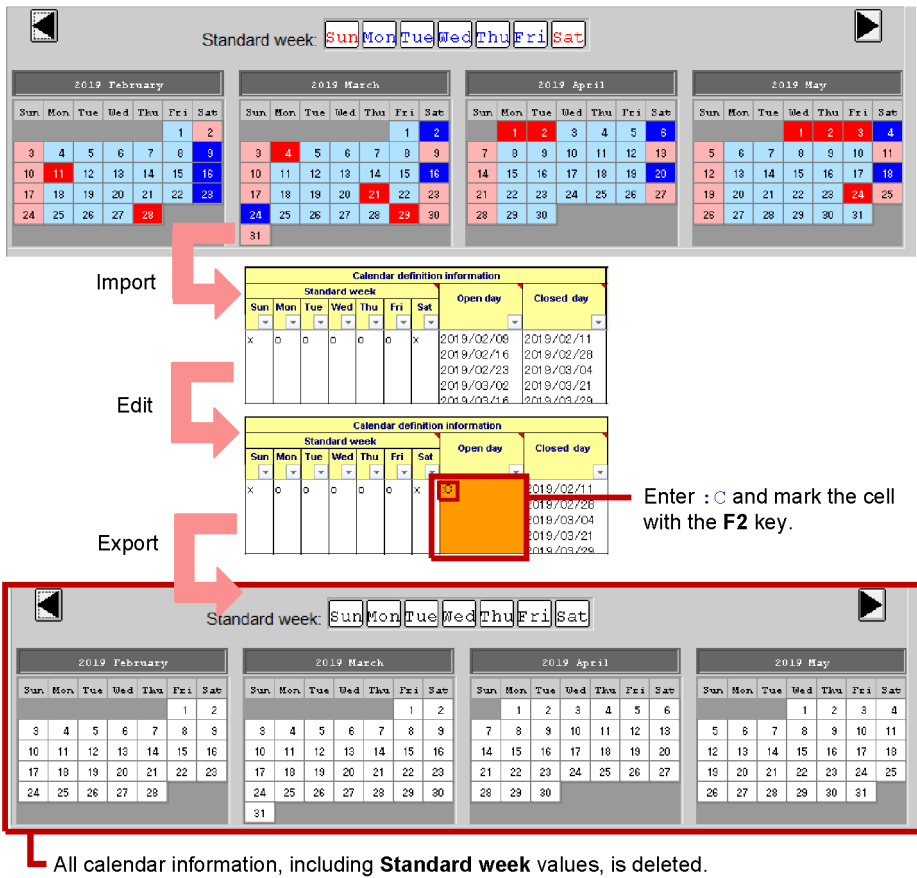 Standard week: Sun Mon Tue Wed Thu Fri Sat
2019 February 2019 March 2019 April 2019 May
Sun Mon Tue Wed Thu Fri Sat Sun Mon Tue Wed Thu Fri Sat Sun Mon Tue Wed Thu Fri Sat Sun Mon Tue Wed Thu Fri Sat
1 2 1 2 1 2 3 4 5 6 1 2 3 4
3 4 5 6 7 8 9 3 4 5 6 7 8 9 7 8 9 10 11 12 13 5 6 7 8 9 10 11
10 11 12 13 14 15 16 10 11 12 13 14 15 16 14 15 16 17 18 19 20 12 13 14 15 16 17 18
17 18 19 20 21 22 23 17 18 19 20 21 22 23 21 22 23 24 25 26 27 19 20 21 22 23 24 25
24 25 26 27 28 24 25 26 27 28 29 30 28 29 30 26 27 28 29 30 31
31
Import
Calendar definition information
Standard week Open day Closed day
Sun Mon Tue Wed Thu Fri Sat
x o o o o o x 2019/02/09 2019/02/11
2019/02/16 2019/02/28
2019/02/23 2019/03/04
2019/03/02 2019/03/21
2019/03/16 2019/03/29
Edit
Calendar definition information
Standard week Open day Closed day
Sun Mon Tue Wed Thu Fri Sat
x o o o o o x :C 2019/02/11
2019/02/28
2019/03/04
2019/03/21
2019/03/29
Enter :C and mark the cell
with the F2 key.
Export
Standard week: Sun Mon Tue Wed Thu Fri Sat
2019 February 2019 March 2019 April 2019 May
Sun Mon Tue Wed Thu Fri Sat Sun Mon Tue Wed Thu Fri Sat Sun Mon Tue Wed Thu Fri Sat Sun Mon Tue Wed Thu Fri Sat
1 2 1 2 1 2 3 4 5 6 1 2 3 4
3 4 5 6 7 8 9 3 4 5 6 7 8 9 7 8 9 10 11 12 13 5 6 7 8 9 10 11
10 11 12 13 14 15 16 10 11 12 13 14 15 16 14 15 16 17 18 19 20 12 13 14 15 16 17 18
17 18 19 20 21 22 23 17 18 19 20 21 22 23 21 22 23 24 25 26 27 19 20 21 22 23 24 25
24 25 26 27 28 24 25 26 27 28 29 30 28 29 30 26 27 28 29 30 31
31
All calendar information, including Standard week values, is deleted.